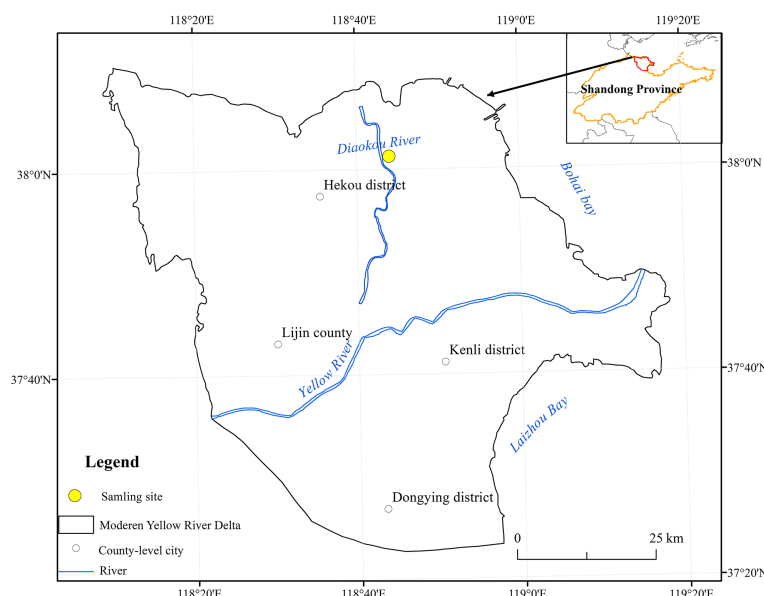 118°20'E
118°40'E
119°0'E
119°20'E
Shandong Province
Diaokou River
38°0'N
38°0'N
Hekou district
Bohai bay
Lijin county
Kenli district
Yellow River
37°40'N
37°40'N
Laizhou Bay
Legend
Samling site
Moderen Yellow River Delta
County-level city
River
Dongying district
0
25 km
37°20'N
118°20'E
118°40'E
119°0'E
119°20'E